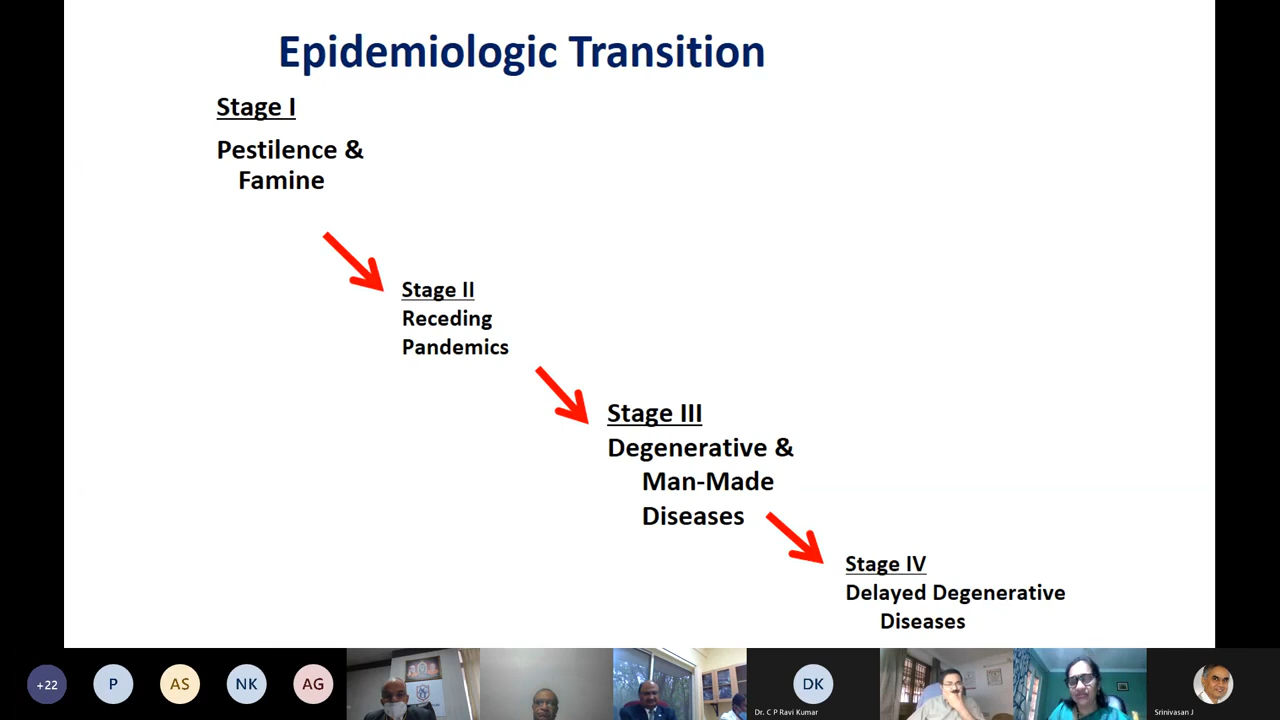 Epidemiologic Transition
Stage I
Pestilence &
Famine
Stage II
Receding
Pandemics
Stage III
Degenerative &
Man-Made
Diseases
Stage IV
Delayed Degenerative
Diseases
+22
P
AS
NK
AG
DK
Dr. C P Ravi Kumar
Srinivasan J